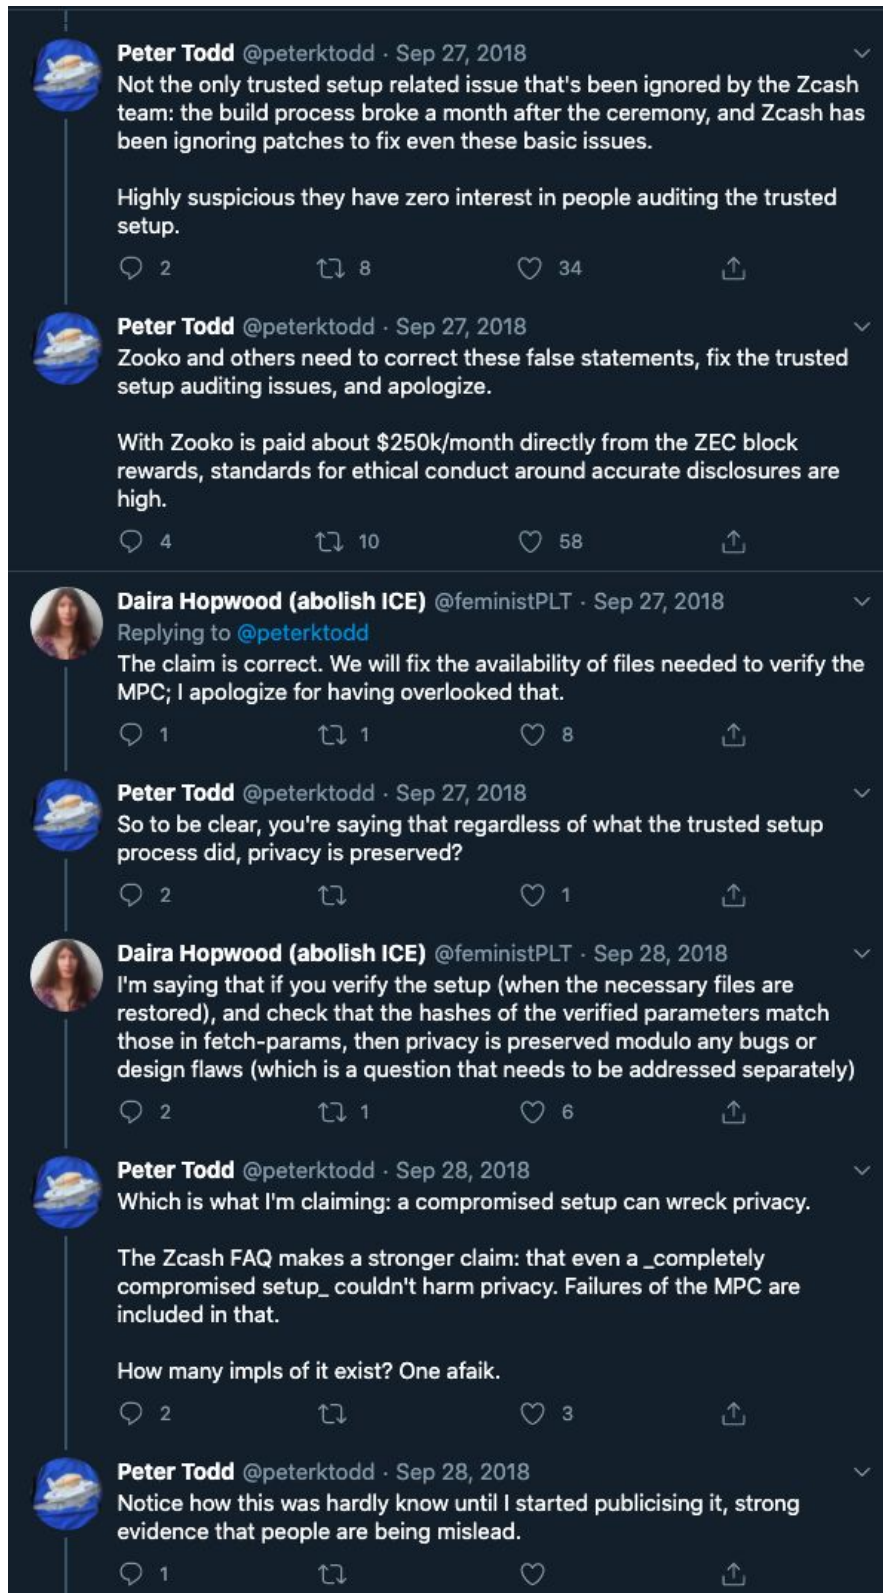 Peter Todd @peterktodd · Sep 27, 2018
Not the only trusted setup related issue that's been ignored by the Zcash
team: the build process broke a month after the ceremony, and Zcash has
been ignoring patches to fix even these basic issues.
Highly suspicious they have zero interest in people auditing the trusted
setup.
2 8 34
Peter Todd @peterktodd · Sep 27, 2018
Zooko and others need to correct these false statements, fix the trusted
setup auditing issues, and apologize.
With Zooko is paid about $250k/month directly from the ZEC block
rewards, standards for ethical conduct around accurate disclosures are
high.
4 10 58
Daira Hopwood (abolish ICE) @feministPLT · Sep 27, 2018
Replying to @peterktodd
The claim is correct. We will fix the availability of files needed to verify the
MPC; I apologize for having overlooked that.
1 1 8
Peter Todd @peterktodd · Sep 27, 2018
So to be clear, you're saying that regardless of what the trusted setup
process did, privacy is preserved?
2 1
Daira Hopwood (abolish ICE) @feministPLT · Sep 28, 2018
I'm saying that if you verify the setup (when the necessary files are
restored), and check that the hashes of the verified parameters match
those in fetch-params, then privacy is preserved modulo any bugs or
design flaws (which is a question that needs to be addressed separately)
2 1 6
Peter Todd @peterktodd · Sep 28, 2018
Which is what I'm claiming: a compromised setup can wreck privacy.
The Zcash FAQ makes a stronger claim: that even a _completely
compromised setup_ couldn't harm privacy. Failures of the MPC are
included in that.
How many impls of it exist? One afaik.
2 3
Peter Todd @peterktodd · Sep 28, 2018
Notice how this was hardly know until I started publicising it, strong
evidence that people are being mislead.
1